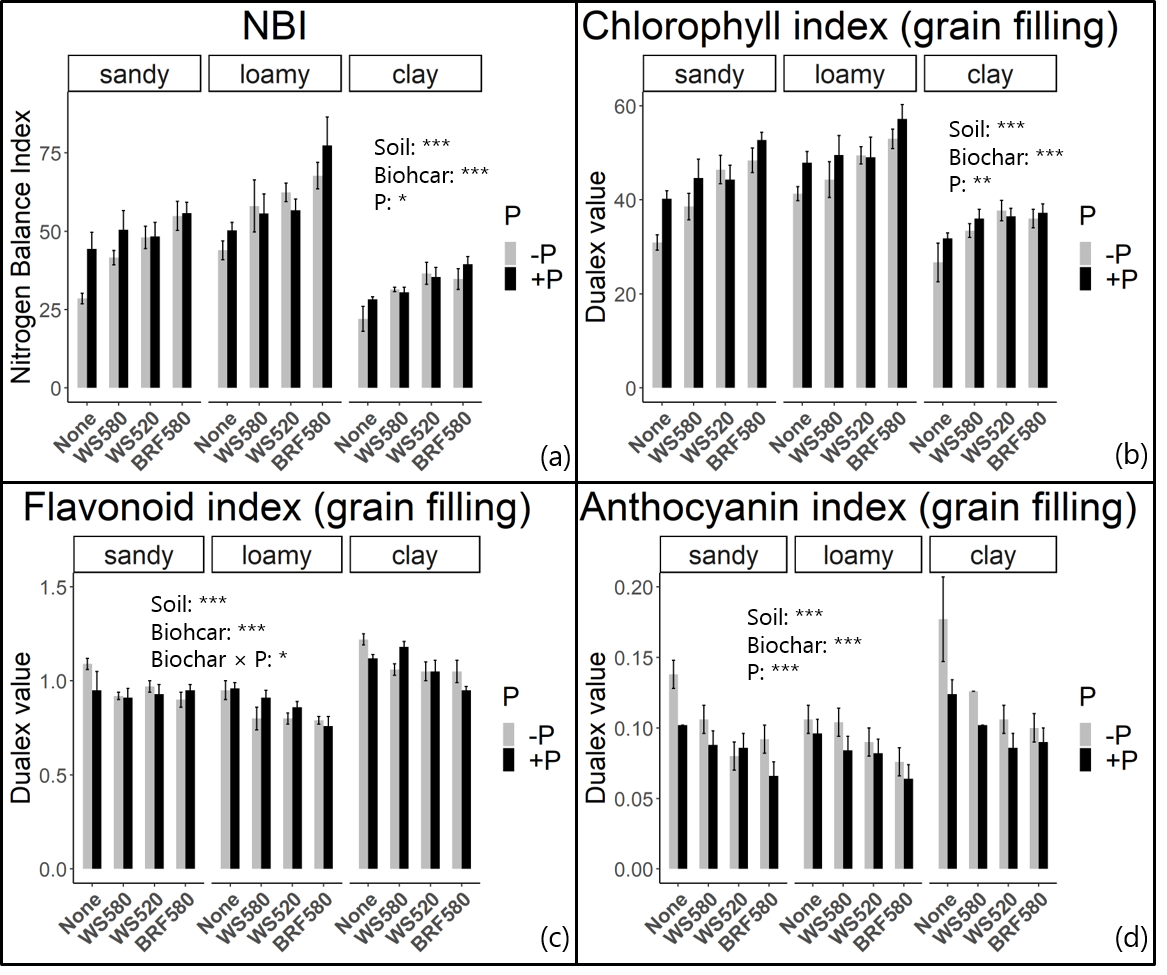 NBI
sandy loamy clay
Nitrogen Balance Index
75
50
25
0
Soil: ***
Biohcar: ***
P: *
P
-P
+P
None WS580 WS520 BRF580 None WS580 WS520 BRF580 None WS580 WS520 BRF580
(a)
Chlorophyll index (grain filling)
sandy loamy clay
Dualex value
60
40
20
0
Soil: ***
Biochar: ***
P: **
P
-P
+P
None WS580 WS520 BRF580 None WS580 WS520 BRF580 None WS580 WS520 BRF580
(b)
Flavonoid index (grain filling)
sandy loamy clay
Dualex value
1.5
1.0
0.5
0.0
Soil: ***
Biohcar: ***
Biochar × P: *
P
-P
+P
None WS580 WS520 BRF580 None WS580 WS520 BRF580 None WS580 WS520 BRF580
(c)
Anthocyanin index (grain filling)
sandy loamy clay
Dualex value
0.20
0.15
0.10
0.05
0.00
Soil: ***
Biochar: ***
P: ***
P
-P
+P
None WS580 WS520 BRF580 None WS580 WS520 BRF580 None WS580 WS520 BRF580
(d)